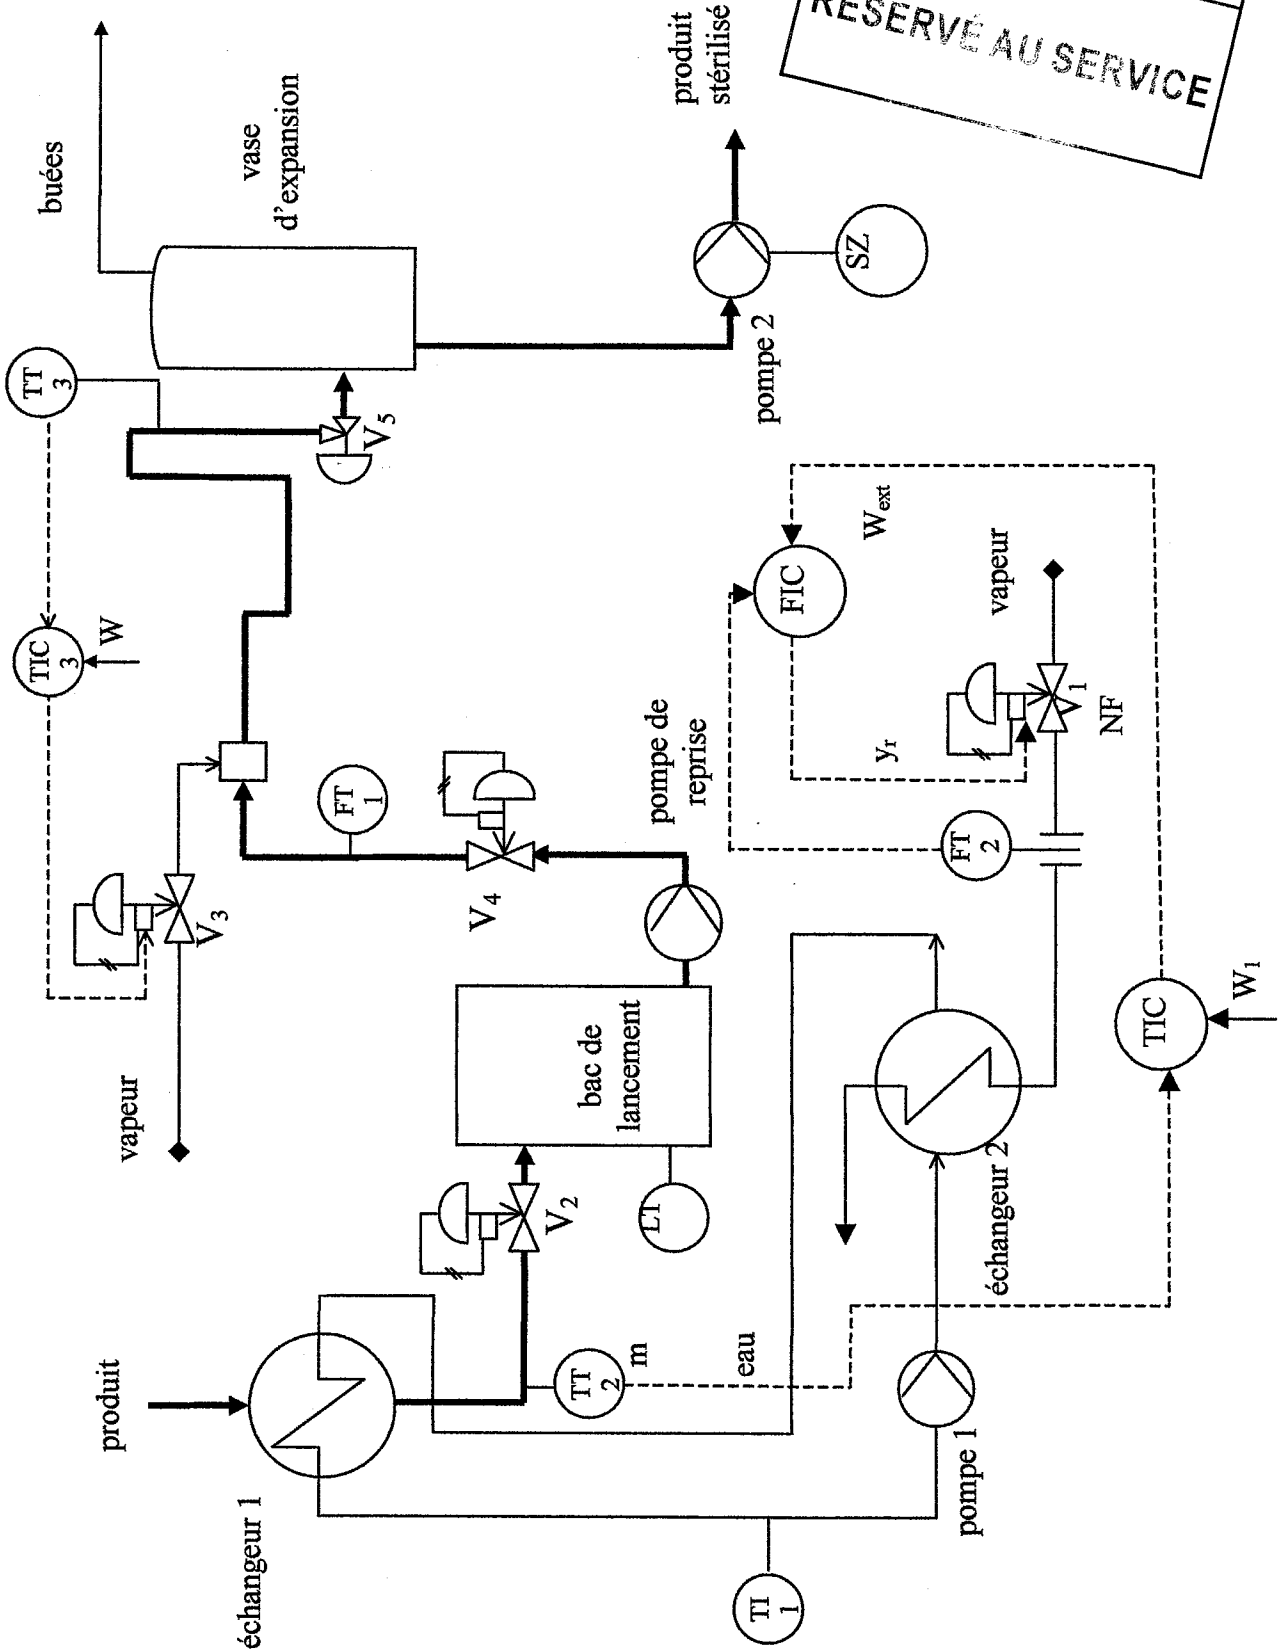 RÉSERVÉ AU SERVICE
buées
vase
d'expansion
produit
stérilisé
SZ
pompe 2
TT
3
V5
TIC
3
W
Wext
FIC
vapeur
V1
NF
yr
pompe de
reprise
FT
1
FT
2
V3
V4
vapeur
bac de
lancement
LT
V2
TIC
W1
échangeur 2
produit
TT
2
m
eau
échangeur 1
pompe 1
TI
1